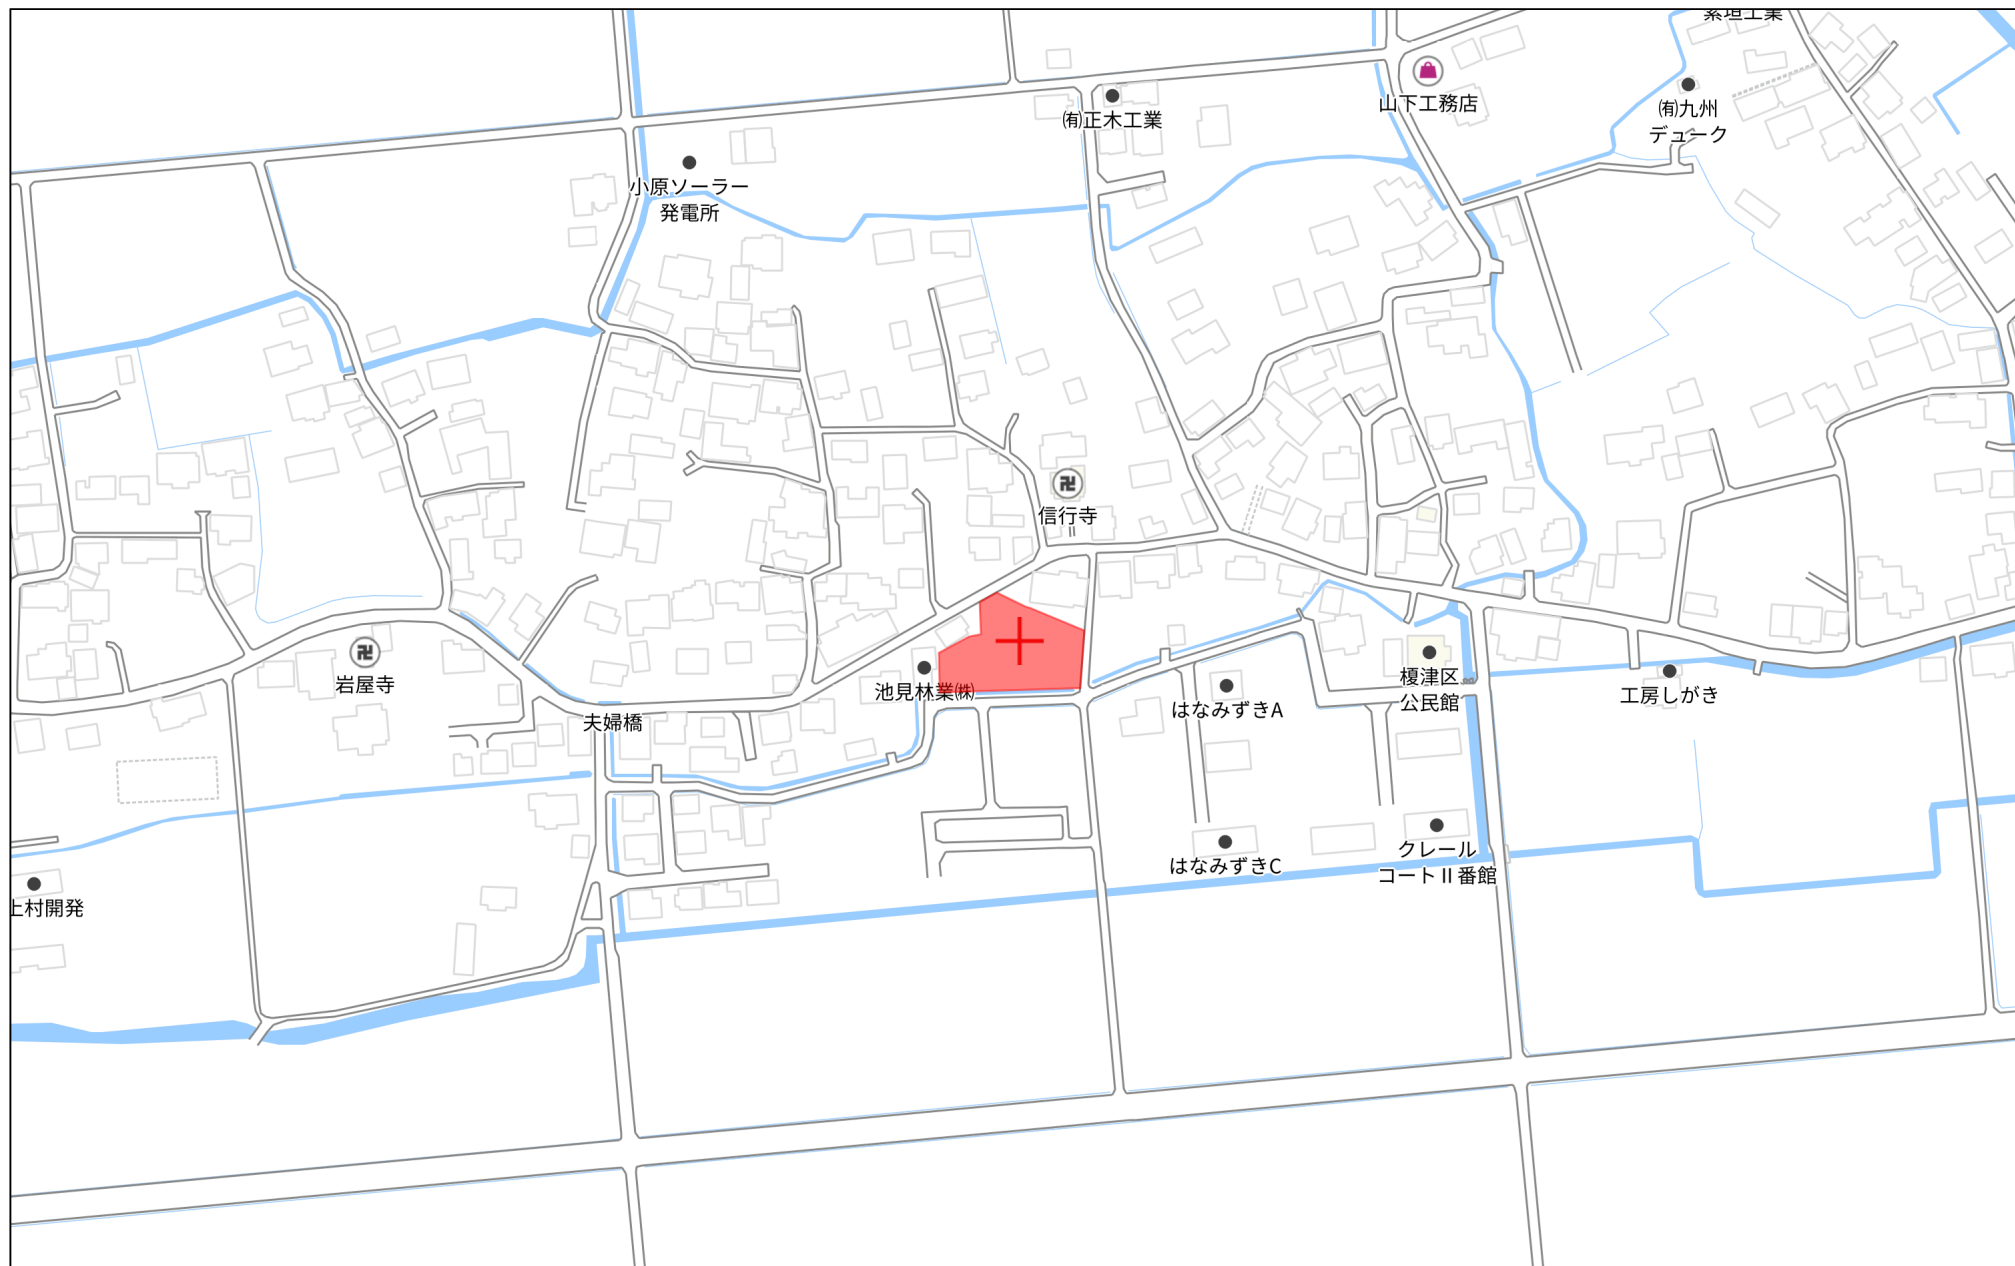 素垣工業
山下工務店
㈲正木工業
㈲九州
デューク
小原ソーラー
発電所
信行寺
岩屋寺
池見林業㈱
夫婦橋
はなみずきA
榎津区
公民館
工房しがき
はなみずきC
クレール
コートⅡ番館
上村開発